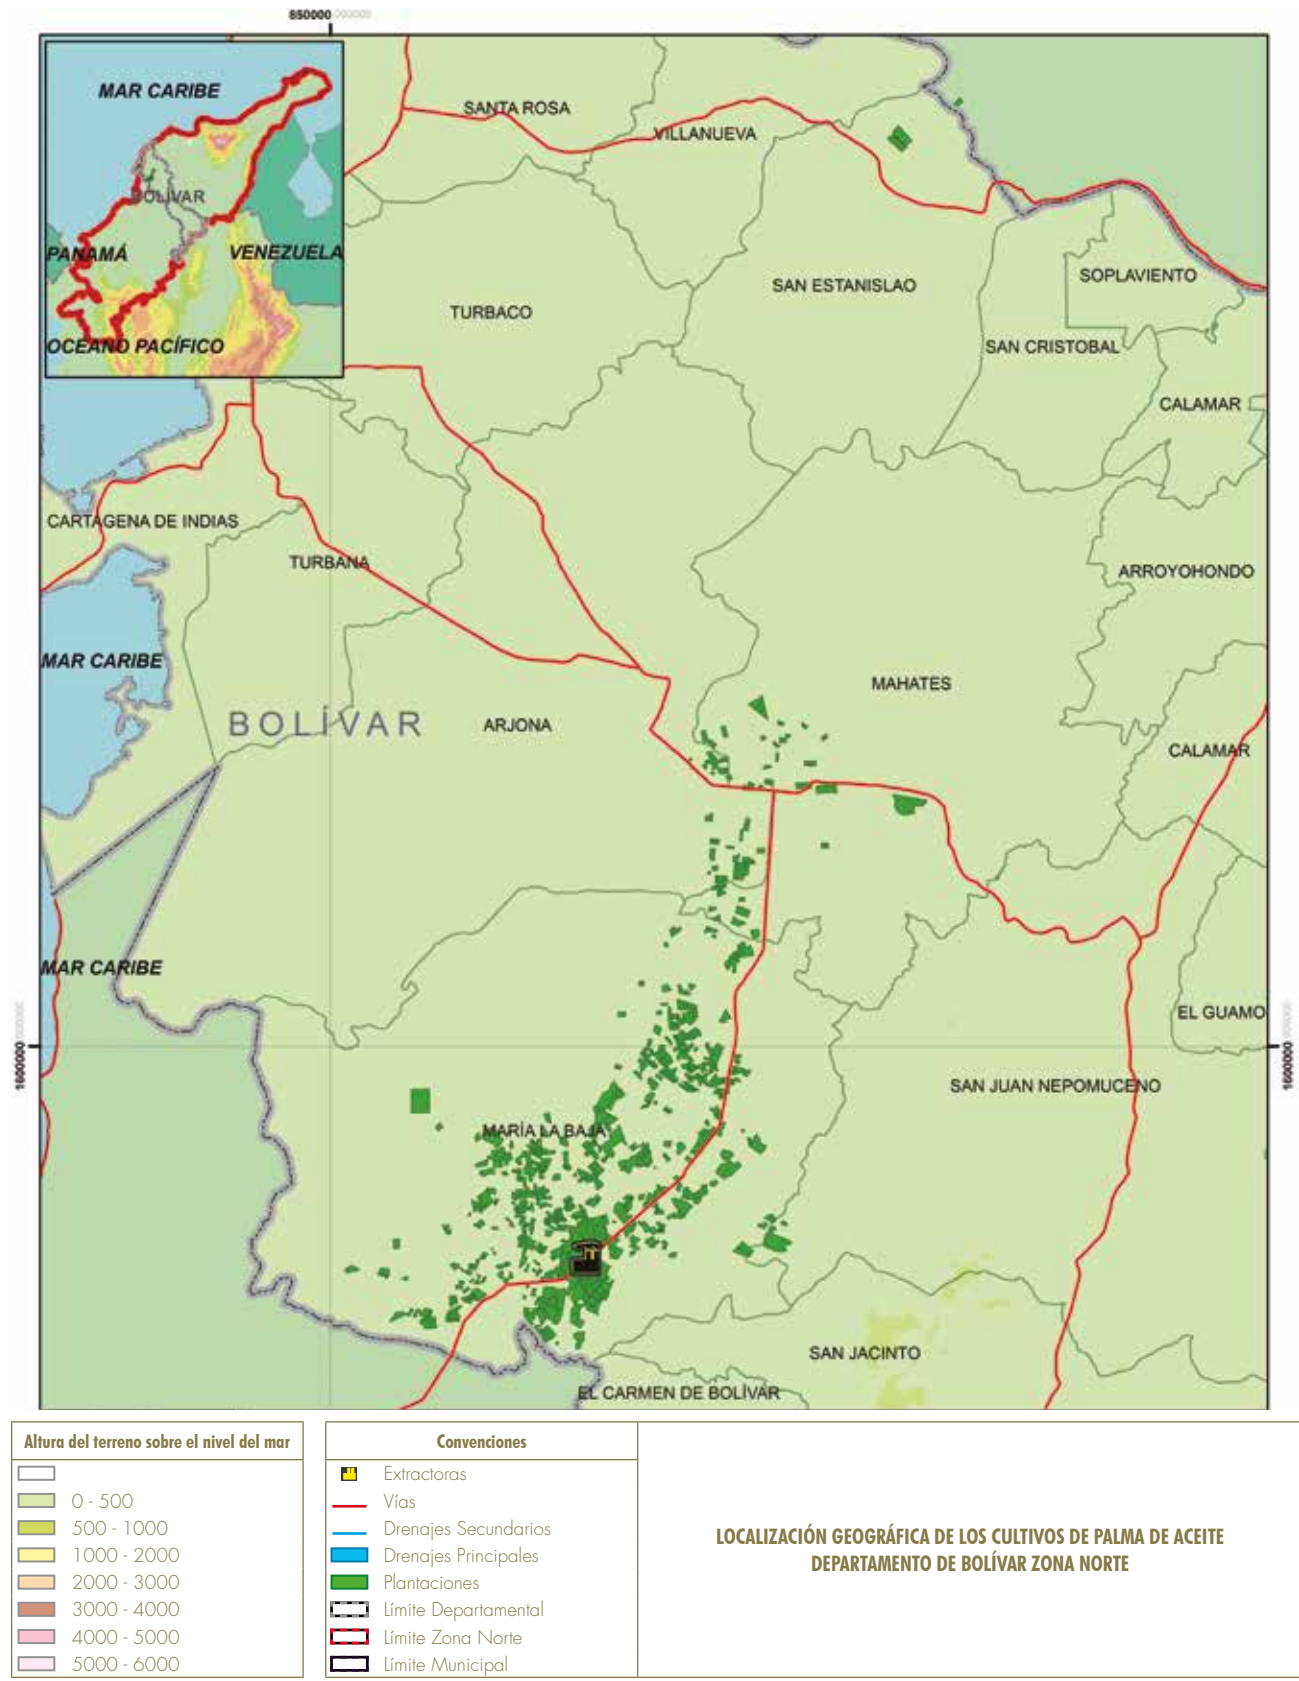 850000
MAR CARIBE
BOLÍVAR
PANAMÁ
VENEZUELA
OCEANO PACÍFICO
SANTA ROSA
VILLANUEVA
SAN ESTANISLAO
SOPLAVIENTO
TURBACO
SAN CRISTOBAL
CALAMAR
CARTAGENA DE INDIAS
TURBANA
ARROYOHONDO
MAR CARIBE
MAHATES
BOLÍVAR
ARJONA
CALAMAR
MAR CARIBE
EL GUAMO
1600000
1600000
SAN JUAN NEPOMUCENO
MARÍA LA BAJA
SAN JACINTO
EL CARMEN DE BOLÍVAR
Altura del terreno sobre el nivel del mar
0 - 500
500 - 1000
1000 - 2000
2000 - 3000
3000 - 4000
4000 - 5000
5000 - 6000
Convenciones
Extractoras
Vías
Drenajes Secundarios
Drenajes Principales
Plantaciones
Límite Departamental
Límite Zona Norte
Límite Municipal
LOCALIZACIÓN GEOGRÁFICA DE LOS CULTIVOS DE PALMA DE ACEITE
DEPARTAMENTO DE BOLÍVAR ZONA NORTE